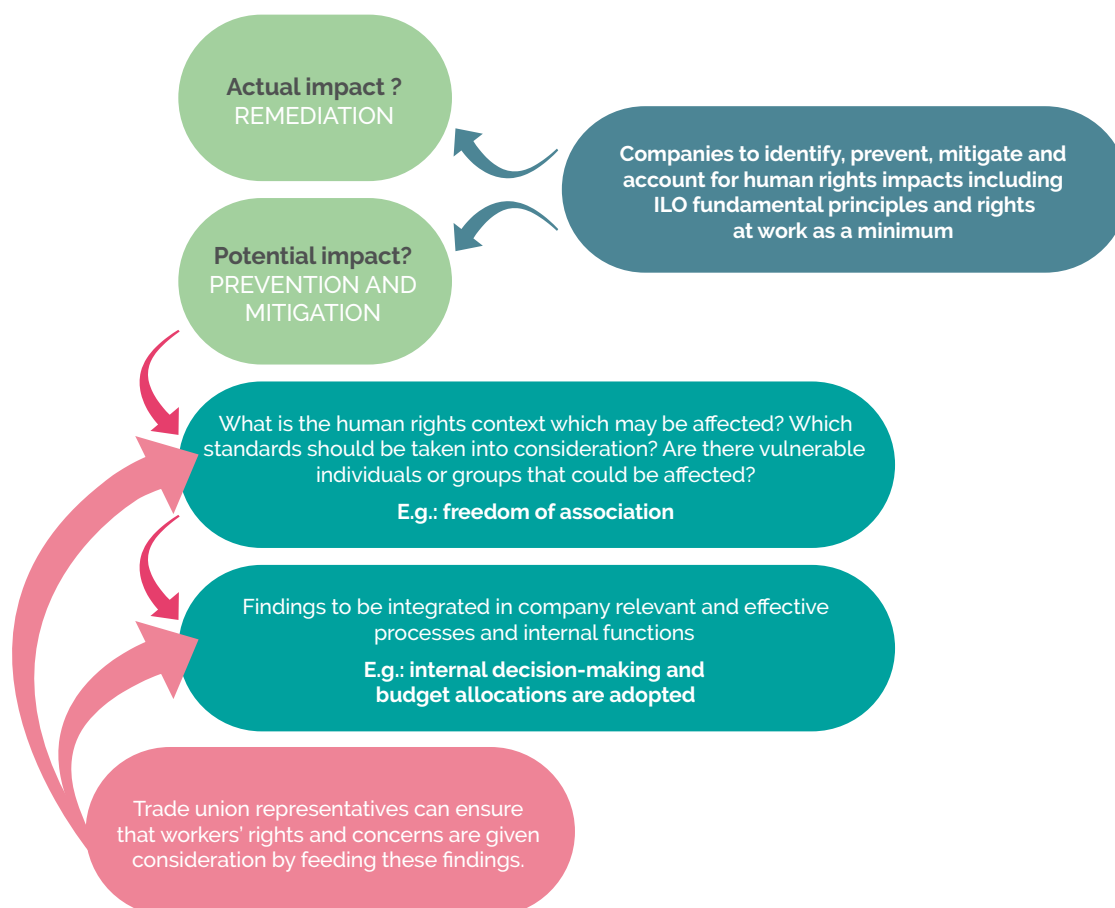 Actual impact ?
REMEDIATION
Companies to identify, prevent, mitigate and
account for human rights impacts including
ILO fundamental principles and rights
at work as a minimum
Potential impact?
PREVENTION AND
MITIGATION
What is the human rights context which may be affected? Which
standards should be taken into consideration? Are there vulnerable
individuals or groups that could be affected?
E.g.: freedom of association
Findings to be integrated in company relevant and effective
processes and internal functions
E.g.: internal decision-making and
budget allocations are adopted
Trade union representatives can ensure
that workers’ rights and concerns are given
consideration by feeding these findings.